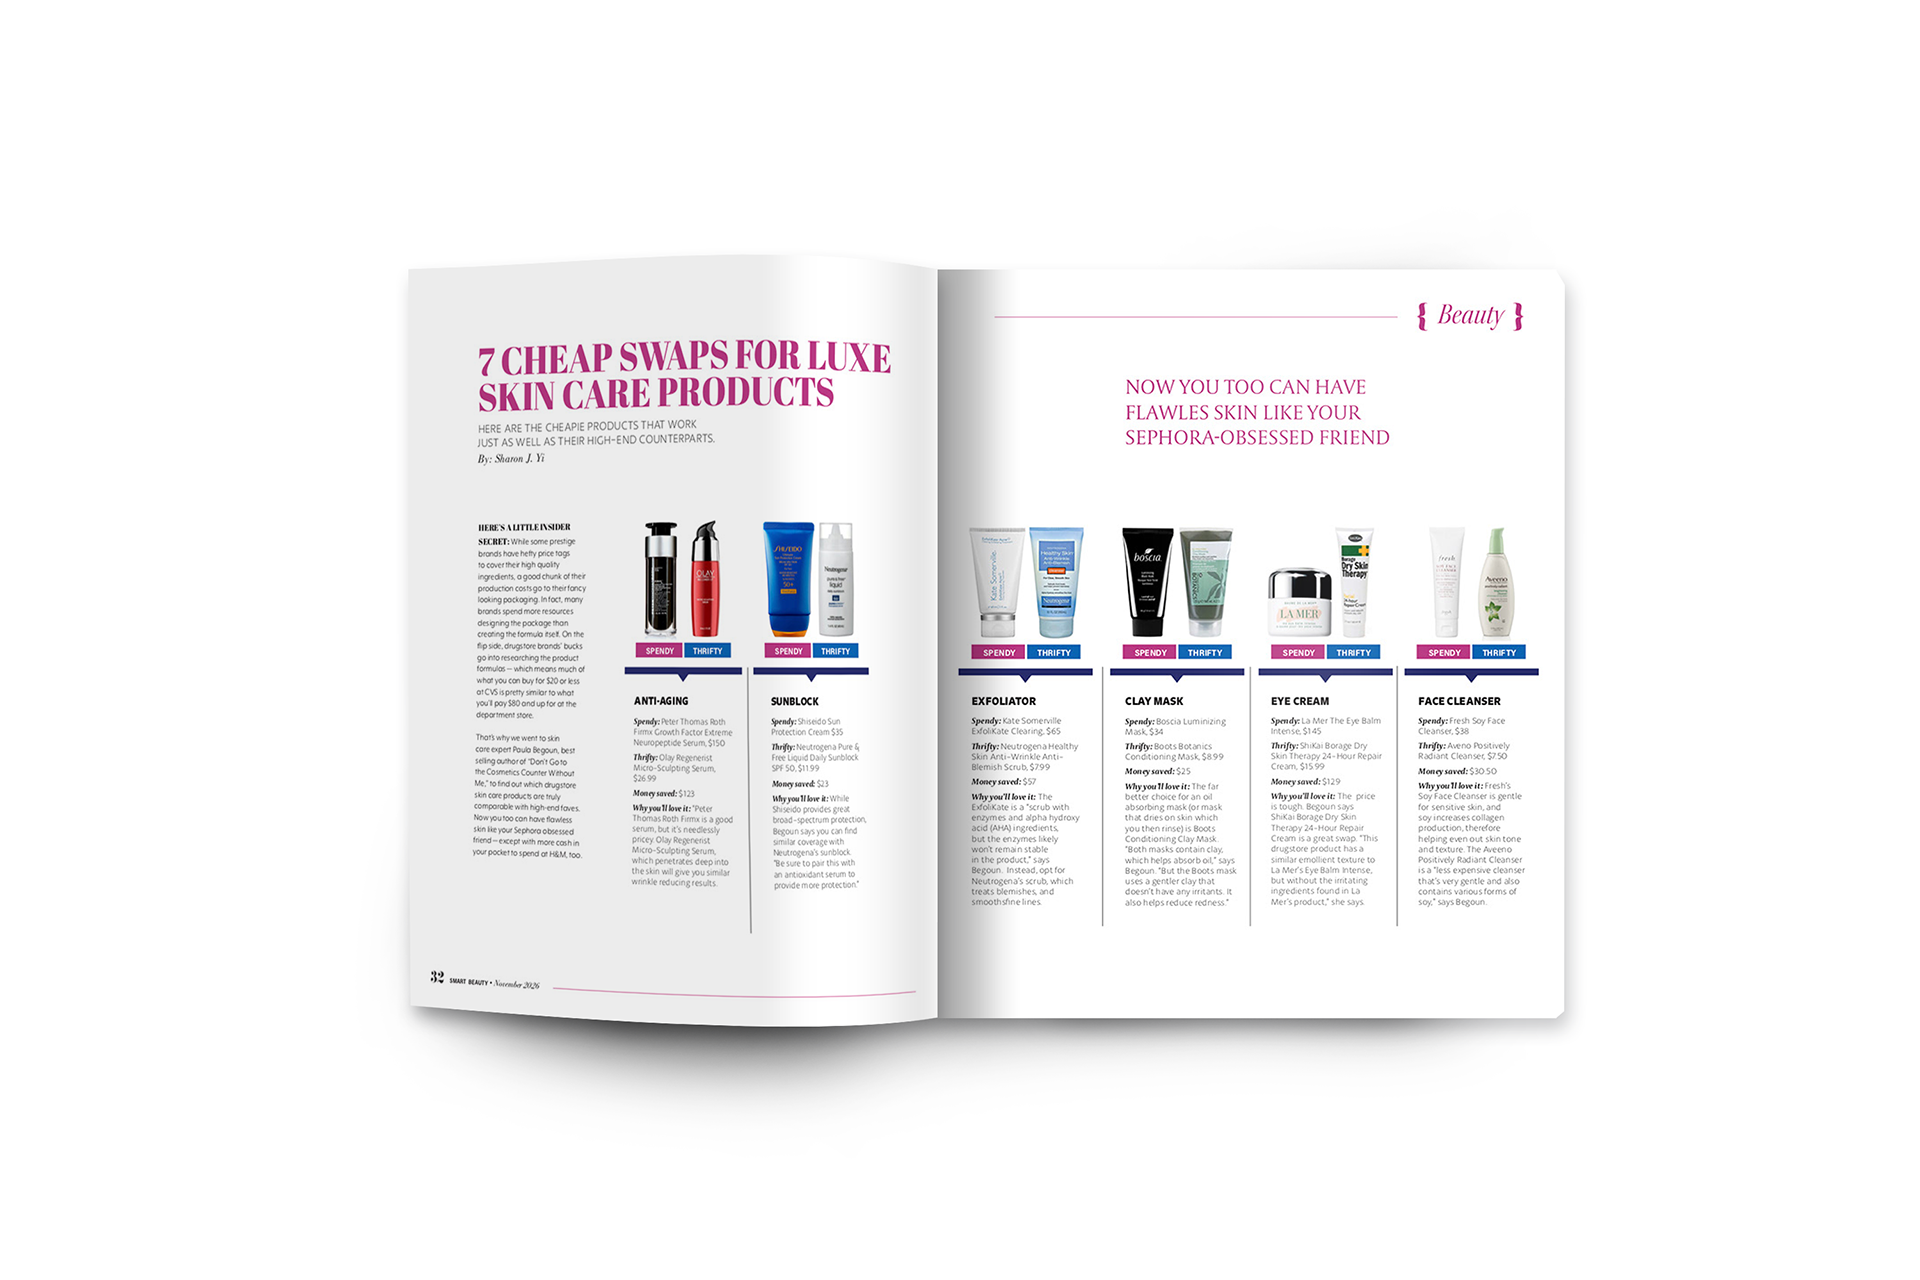 7 CHEAP SWAPS FOR LUXE
SKIN CARE PRODUCTS
HERE ARE THE CHEAPIE PRODUCTS THAT WORK
JUST AS WELL AS THEIR HIGH-END COUNTERPARTS.
By: Sharon J. Yi
HERE'S A LITTLE INSIDER
SECRET: While some prestige
brands have hefty price tags
to cover their high quality
ingredients, a good chunk of their
production costs go to their fancy
looking packaging. In fact, many
brands spend more resources
designing the package than
creating the formula itself. On the
flip side, drugstore brands' bucks
go into researching the product
formulas — which means much of
what you can buy for $20 or less
at CVS is pretty similar to what
you'll pay $80 and up for at the
department store.
That's why we went to skin
care expert Paula Begoun, best
selling author of "Don't Go to
the Cosmetics Counter Without
Me," to find out which drugstore
skin care products are truly
comparable with high-end faves.
Now you too can have flawless
skin like your Sephora obsessed
friend — except with more cash in
your pocket to spend at H&M, too.
OLAY
SPENDY THRIFTY
ANTI-AGING
Spendy: Peter Thomas Roth
Firmx Growth Factor Extreme
Neuropeptide Serum, $150
Thrifty: Olay Regenerist
Micro-Sculpting Serum,
$26.99
Money saved: $123
Why you'll love it: "Peter
Thomas Roth Firmx is a good
serum, but it's needlessly
pricey. Olay Regenerist
Micro-Sculpting Serum,
which penetrates deep into
the skin will give you similar
wrinkle reducing results.
SHISEIDO
50+
Neutrogena
liquid
SPENDY THRIFTY
SUNBLOCK
Spendy: Shiseido Sun
Protection Cream $35
Thrifty: Neutrogena Pure &
Free Liquid Daily Sunblock
SPF 50, $11.99
Money saved: $23
Why you'll love it: While
Shiseido provides great
broad-spectrum protection,
Begoun says you can find
similar coverage with
Neutrogena's sunblock.
"Be sure to pair this with
an antioxidant serum to
provide more protection."
32 SMART BEAUTY • November 2026
{ Beauty }
NOW YOU TOO CAN HAVE
FLAWLES SKIN LIKE YOUR
SEPHORA-OBSESSED FRIEND
Kate Somerville
Healthy Skin
Anti-Wrinkle
Anti-Blemish
Neutrogena
SPENDY THRIFTY
EXFOLIATOR
Spendy: Kate Somerville
ExfoliKate Clearing, $65
Thrifty: Neutrogena Healthy
Skin Anti-Wrinkle Anti-
Blemish Scrub, $7.99
Money saved: $57
Why you'll love it: The
ExfoliKate is a "scrub with
enzymes and alpha hydroxy
acid (AHA) ingredients,
but the enzymes likely
won't remain stable
in the product," says
Begoun. Instead, opt for
Neutrogena's scrub, which
treats blemishes, and
smoothsfine lines.
boscia
BOTANICS
SPENDY THRIFTY
CLAY MASK
Spendy: Boscia Luminizing
Mask, $34
Thrifty: Boots Botanics
Conditioning Mask, $8.99
Money saved: $25
Why you'll love it: The far
better choice for an oil
absorbing mask (or mask
that dries on skin which
you then rinse) is Boots
Conditioning Clay Mask.
"Both masks contain clay,
which helps absorb oil," says
Begoun. "But the Boots mask
uses a gentler clay that
doesn't have any irritants. It
also helps reduce redness."
LA MER
Borage
Dry Skin
Therapy
SPENDY THRIFTY
EYE CREAM
Spendy: La Mer The Eye Balm
Intense, $145
Thrifty: ShiKai Borage Dry
Skin Therapy 24-Hour Repair
Cream, $15.99
Money saved: $129
Why you'll love it: The price
is tough. Begoun says
ShiKai Borage Dry Skin
Therapy 24-Hour Repair
Cream is a great swap. "This
drugstore product has a
similar emollient texture to
La Mer's Eye Balm Intense,
but without the irritating
ingredients found in La
Mer's product," she says.
fresh
Aveeno
SPENDY THRIFTY
FACE CLEANSER
Spendy: Fresh Soy Face
Cleanser, $38
Thrifty: Aveno Positively
Radiant Cleanser, $7.50
Money saved: $30.50
Why you'll love it: Fresh's
Soy Face Cleanser is gentle
for sensitive skin, and
soy increases collagen
production, therefore
helping even out skin tone
and texture. The Aveeno
Positively Radiant Cleanser
is a "less expensive cleanser
that's very gentle and also
contains various forms of
soy," says Begoun.